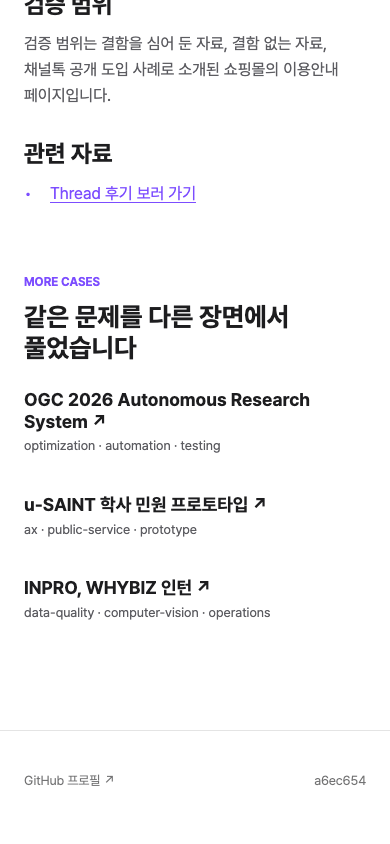 검증 범위
검증 범위는 결함을 심어 둔 자료, 결함 없는 자료,
채널톡 공개 도입 사례로 소개된 쇼핑몰의 이용안내
페이지입니다.
관련 자료
• Thread 후기 보러 가기
MORE CASES
같은 문제를 다른 장면에서
풀었습니다
OGC 2026 Autonomous Research
System ↗
optimization · automation · testing
u-SAINT 학사 민원 프로토타입 ↗
ax · public-service · prototype
INPRO, WHYBIZ 인턴 ↗
data-quality · computer-vision · operations
GitHub 프로필 ↗
a6ec654